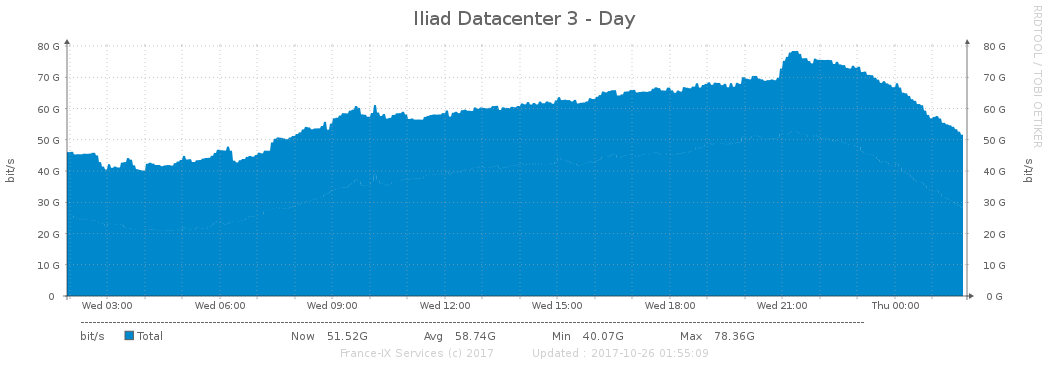 Iliad Datacenter 3 - Day
RRDTOOL / TOBI OETIKER
bit/s
80 G
70 G
60 G
50 G
40 G
30 G
20 G
10 G
0
80 G
70 G
60 G
50 G
40 G
30 G
20 G
10 G
0 G
bit/s
Wed 03:00 Wed 06:00 Wed 09:00 Wed 12:00 Wed 15:00 Wed 18:00 Wed 21:00 Thu 00:00
bit/s Total Now 51.52G Avg 58.74G Min 40.07G Max 78.36G
France-IX Services (c) 2017 Updated : 2017-10-26 01:55:09